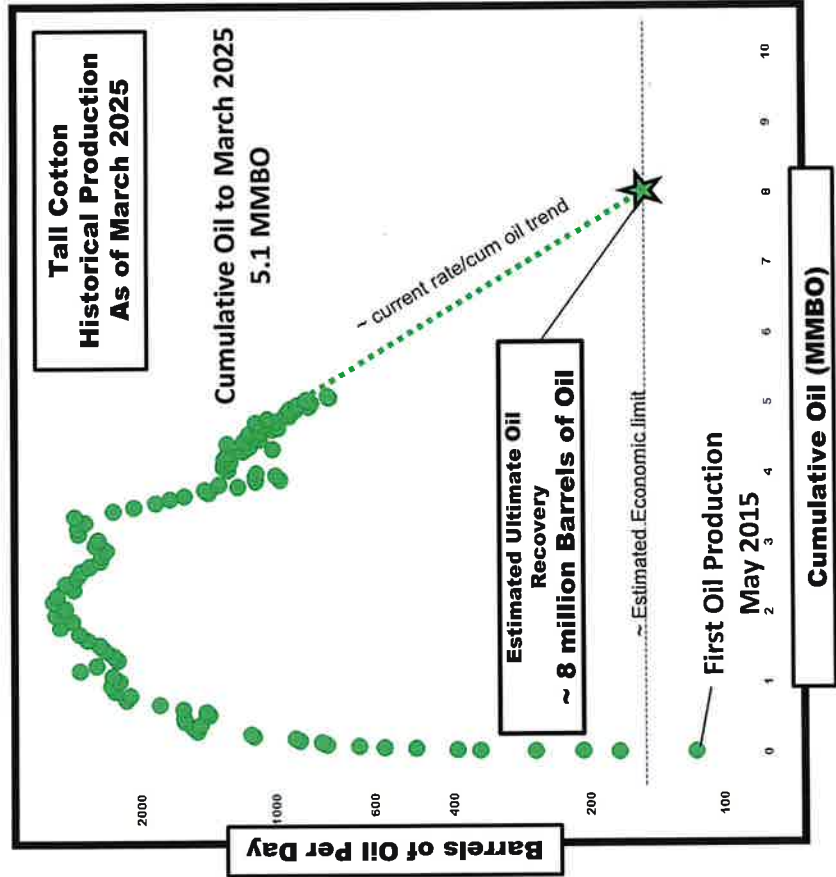 Tall Cotton
Historical Production
As of March 2025
Cumulative Oil to March 2025
5.1 MMBO
~ current rate/cum oil trend
Estimated Ultimate Oil
Recovery
~ 8 million Barrels of Oil
~ Estimated Economic limit
First Oil Production
May 2015
Barrels of Oil Per Day
2000
1000
600
400
200
100
0 1 2 3 4 5 6 7 8 9 10
Cumulative Oil (MMBO)